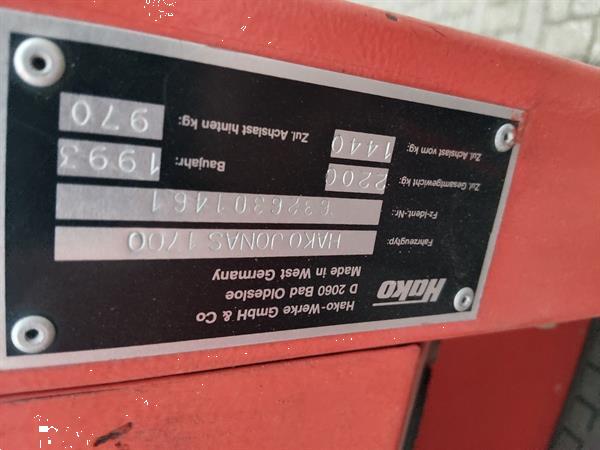 Hako
Hako-Werke GmbH & Co
D 2060 Bad Oldesloe
Made in West Germany
Fahrzeugtyp: HAKO JONAS 1700
Fz-Ident.-Nr.: 6326301461
Zul. Gesamtgewicht kg: 2200 Baujahr: 1993
Zul. Achslast vorn kg: 1440 Zul. Achslast hinten kg: 970